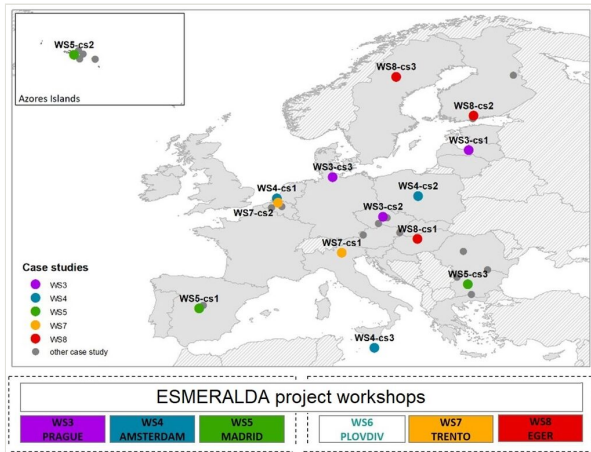 WS5-cs2
Azores Islands
WS8-cs3
WS8-cs2
WS3-cs1
WS3-cs3
WS4-cs1
WS4-cs2
WS7-cs2
WS3-cs2
WS8-cs1
WS7-cs1
WS5-cs3
WS5-cs1
WS4-cs3
Case studies
WS3
WS4
WS5
WS7
WS8
other case study
ESMERALDA project workshops
WS3
PRAGUE
WS4
AMSTERDAM
WS5
MADRID
WS6
PLOVDIV
WS7
TRENTO
WS8
EGER